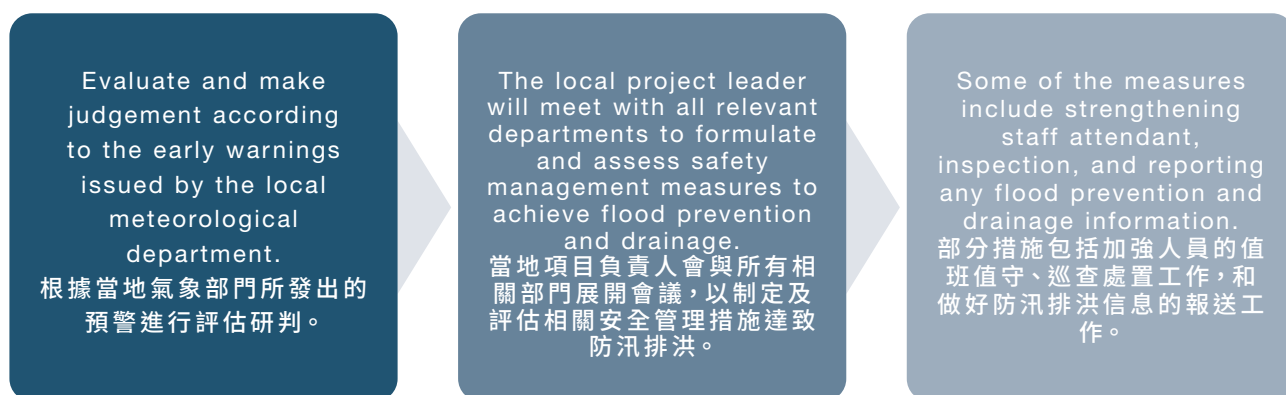 Evaluate and make
judgement according
to the early warnings
issued by the local
meteorological
department.
根據當地氣象部門所發出的
預警進行評估研判。
The local project leader
will meet with all relevant
departments to formulate
and assess safety
management measures to
achieve flood prevention
and drainage.
當地項目負責人會與所有相
關部門展開會議，以制定及
評估相關安全管理措施達致
防汛排洪。
Some of the measures
include strengthening
staff attendant,
inspection, and reporting
any flood prevention and
drainage information.
部分措施包括加強人員的值
班值守、巡查處置工作，和
做好防汛排洪信息的報送工
作。